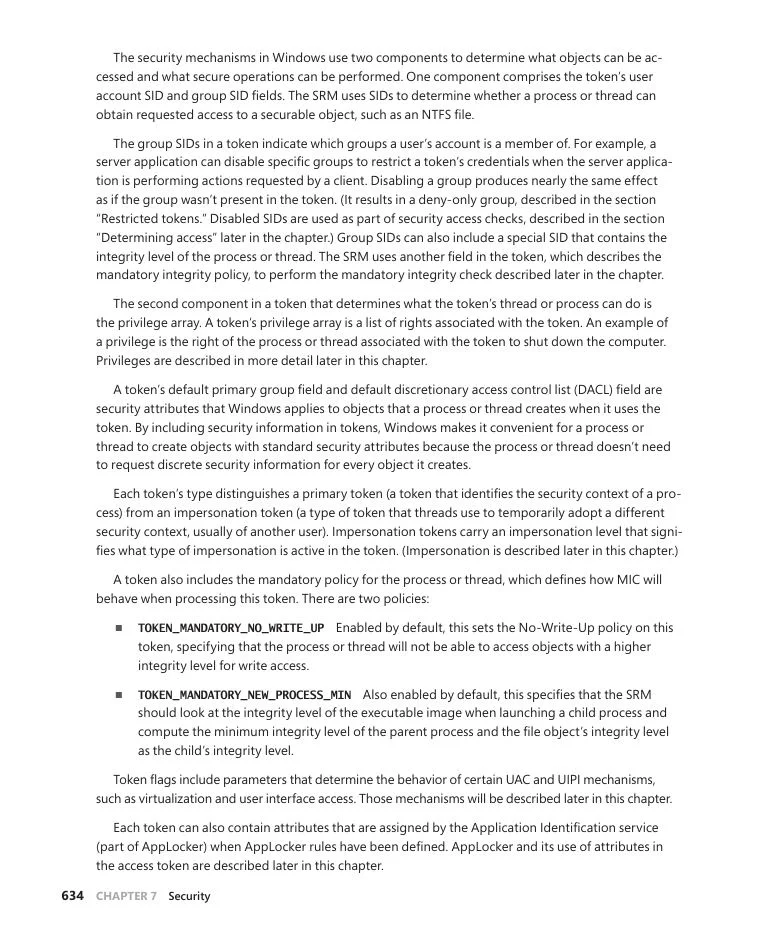 The security mechanisms in Windows use two components to determine what objects can be ac-
cessed and what secure operations can be performed. One component comprises the token's user
account SID and group SID fields. The SRM uses SIDs to determine whether a process or thread can
obtain requested access to a securable object, such as an NTFS file.
The group SIDs in a token indicate which groups a user's account is a member of. For example, a
server application can disable specific groups to restrict a token's credentials when the server applica-
tion is performing actions requested by a client. Disabling a group produces nearly the same effect
as if the group wasn't present in the token. (It results in a deny-only group, described in the section
"Restricted tokens." Disabled SIDs are used as part of security access checks, described in the section
"Determining access" later in the chapter.) Group SIDs can also include a special SID that contains the
integrity level of the process or thread. The SRM uses another field in the token, which describes the
mandatory integrity policy, to perform the mandatory integrity check described later in the chapter.
The second component in a token that determines what the token's thread or process can do is
the privilege array. A token's privilege array is a list of rights associated with the token. An example of
a privilege is the right of the process or thread associated with the token to shut down the computer.
Privileges are described in more detail later in this chapter.
A token's default primary group field and default discretionary access control list (DACL) field are
security attributes that Windows applies to objects that a process or thread creates when it uses the
token. By including security information in tokens, Windows makes it convenient for a process or
thread to create objects with standard security attributes because the process or thread doesn't need
to request discrete security information for every object it creates.
Each token's type distinguishes a primary token (a token that identifies the security context of a pro-
cess) from an impersonation token (a type of token that threads use to temporarily adopt a different
security context, usually of another user). Impersonation tokens carry an impersonation level that signi-
fies what type of impersonation is active in the token. (Impersonation is described later in this chapter.)
A token also includes the mandatory policy for the process or thread, which defines how MIC will
behave when processing this token. There are two policies:
■ TOKEN_MANDATORY_NO_WRITE_UP Enabled by default, this sets the No-Write-Up policy on this
token, specifying that the process or thread will not be able to access objects with a higher
integrity level for write access.
■ TOKEN_MANDATORY_NEW_PROCESS_MIN Also enabled by default, this specifies that the SRM
should look at the integrity level of the executable image when launching a child process and
compute the minimum integrity level of the parent process and the file object's integrity level
as the child's integrity level.
Token flags include parameters that determine the behavior of certain UAC and UIPI mechanisms,
such as virtualization and user interface access. Those mechanisms will be described later in this chapter.
Each token can also contain attributes that are assigned by the Application Identification service
(part of AppLocker) when AppLocker rules have been defined. AppLocker and its use of attributes in
the access token are described later in this chapter.
634 CHAPTER 7 Security